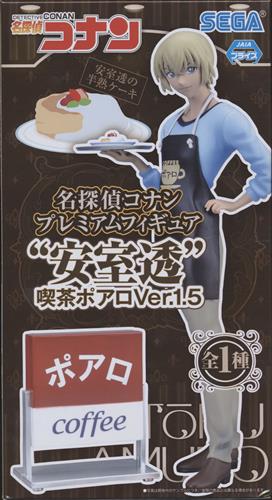 DETECTIVE CONAN
名探偵コナン
SEGA
JAIA
プライズ
安室透の
半熟ケーキ
ポアロ
名探偵コナン
プレミアムフィギュア
“安室透”
喫茶ポアロVer.1.5
全1種
ポアロ
coffee
TORU
AMURO